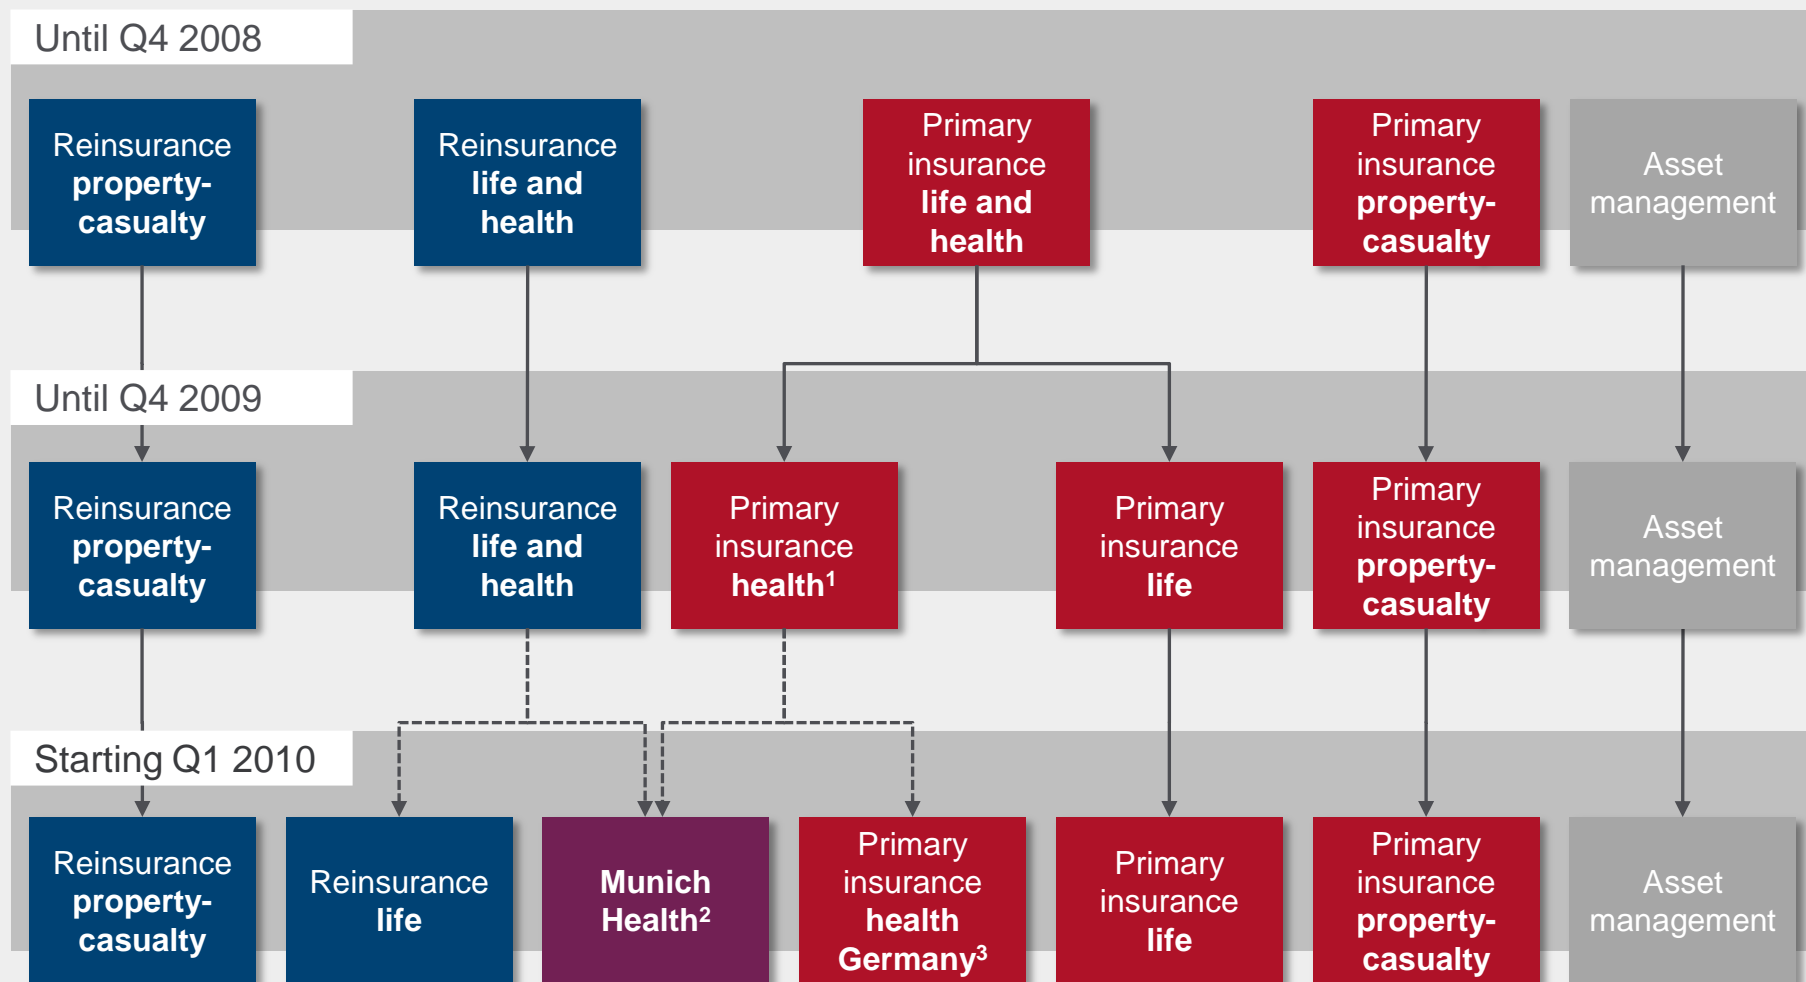 Until Q4 2008
Reinsurance
property-
casualty
Reinsurance
life and
health
Primary
insurance
life and
health
Primary
insurance
property-
casualty
Asset
management
Until Q4 2009
Reinsurance
property-
casualty
Reinsurance
life and
health
Primary
insurance
health¹
Primary
insurance
life
Primary
insurance
property-
casualty
Asset
management
Starting Q1 2010
Reinsurance
property-
casualty
Reinsurance
life
Munich
Health²
Primary
insurance
health
Germany³
Primary
insurance
life
Primary
insurance
property-
casualty
Asset
management